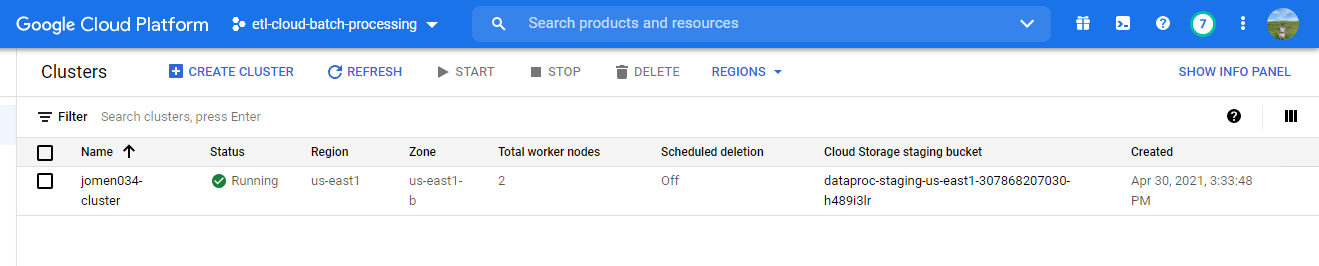 Google Cloud Platform etl-cloud-batch-processing Search products and resources 7
Clusters CREATE CLUSTER REFRESH START STOP DELETE REGIONS SHOW INFO PANEL
Filter Search clusters, press Enter
Name Status Region Zone Total worker nodes Scheduled deletion Cloud Storage staging bucket Created
jomen034- Running us-east1 us-east1- 2 Off dataproc-staging-us-east1-307868207030- Apr 30, 2021, 3:33:48
cluster b h489i3lr PM